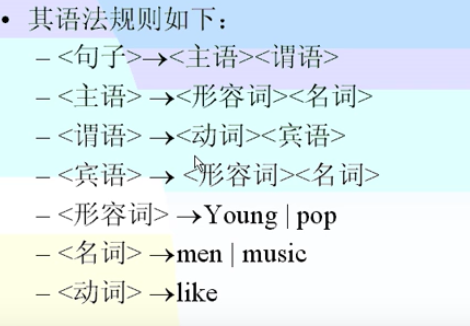 • 其语法规则如下：
– <句子>→<主语><谓语>
– <主语> →<形容词><名词>
– <谓语> →<动词><宾语>
– <宾语> → <形容词><名词>
– <形容词> →Young | pop
– <名词> →men | music
– <动词> →like